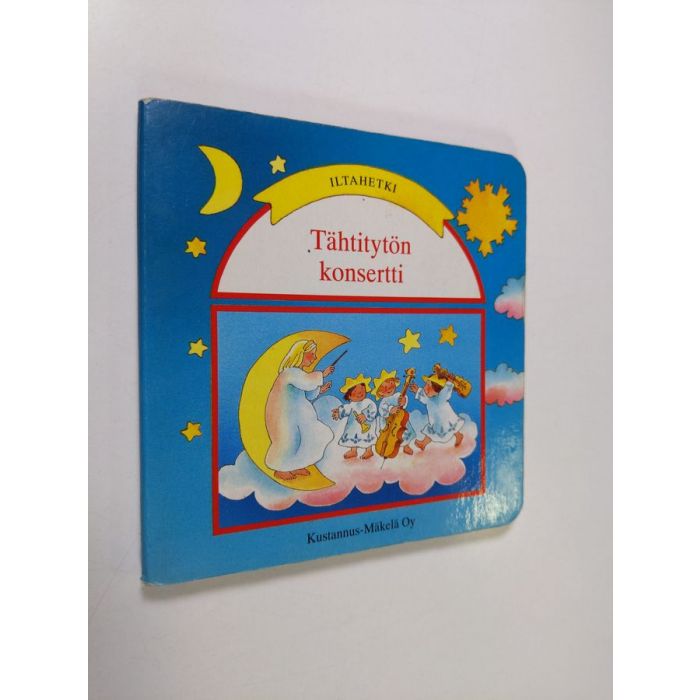 ILTAHETKI
Tähtitytön
konsertti
Kustannus-Mäkelä Oy